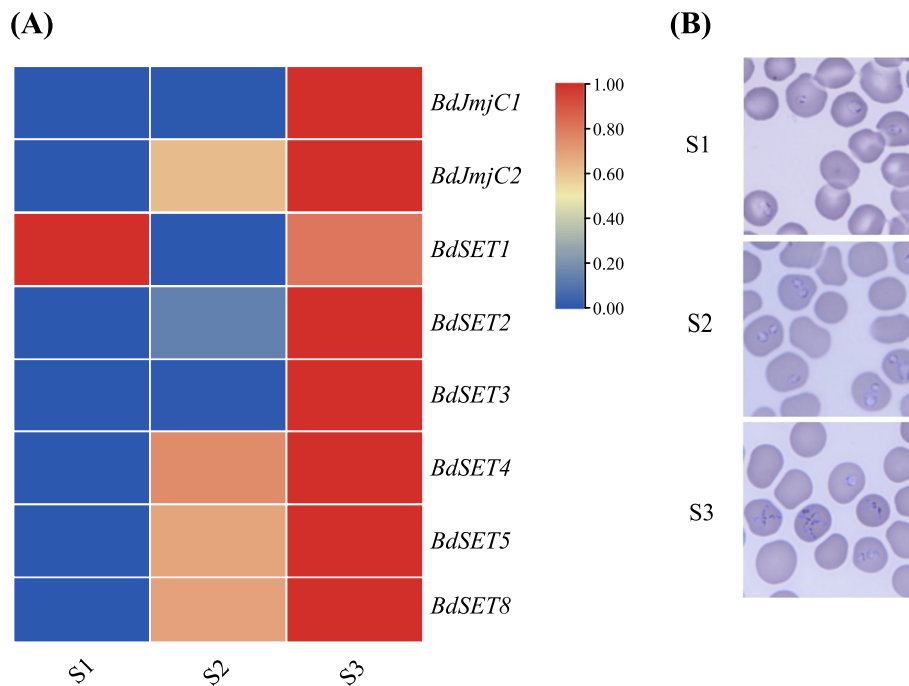 (A)
(B)
BdJmjC1
BdJmjC2
BdSET1
BdSET2
BdSET3
BdSET4
BdSET5
BdSET8
1.00
0.80
0.60
0.40
0.20
0.00
S1
S2
S3
S1
S2
S3